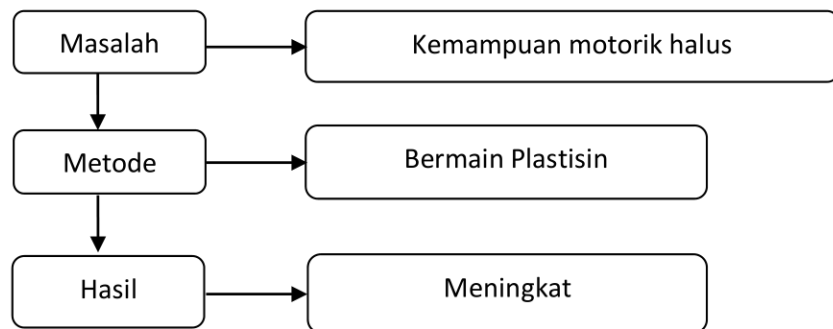 Masalah
Kemampuan motorik halus
Metode
Bermain Plastisin
Hasil
Meningkat